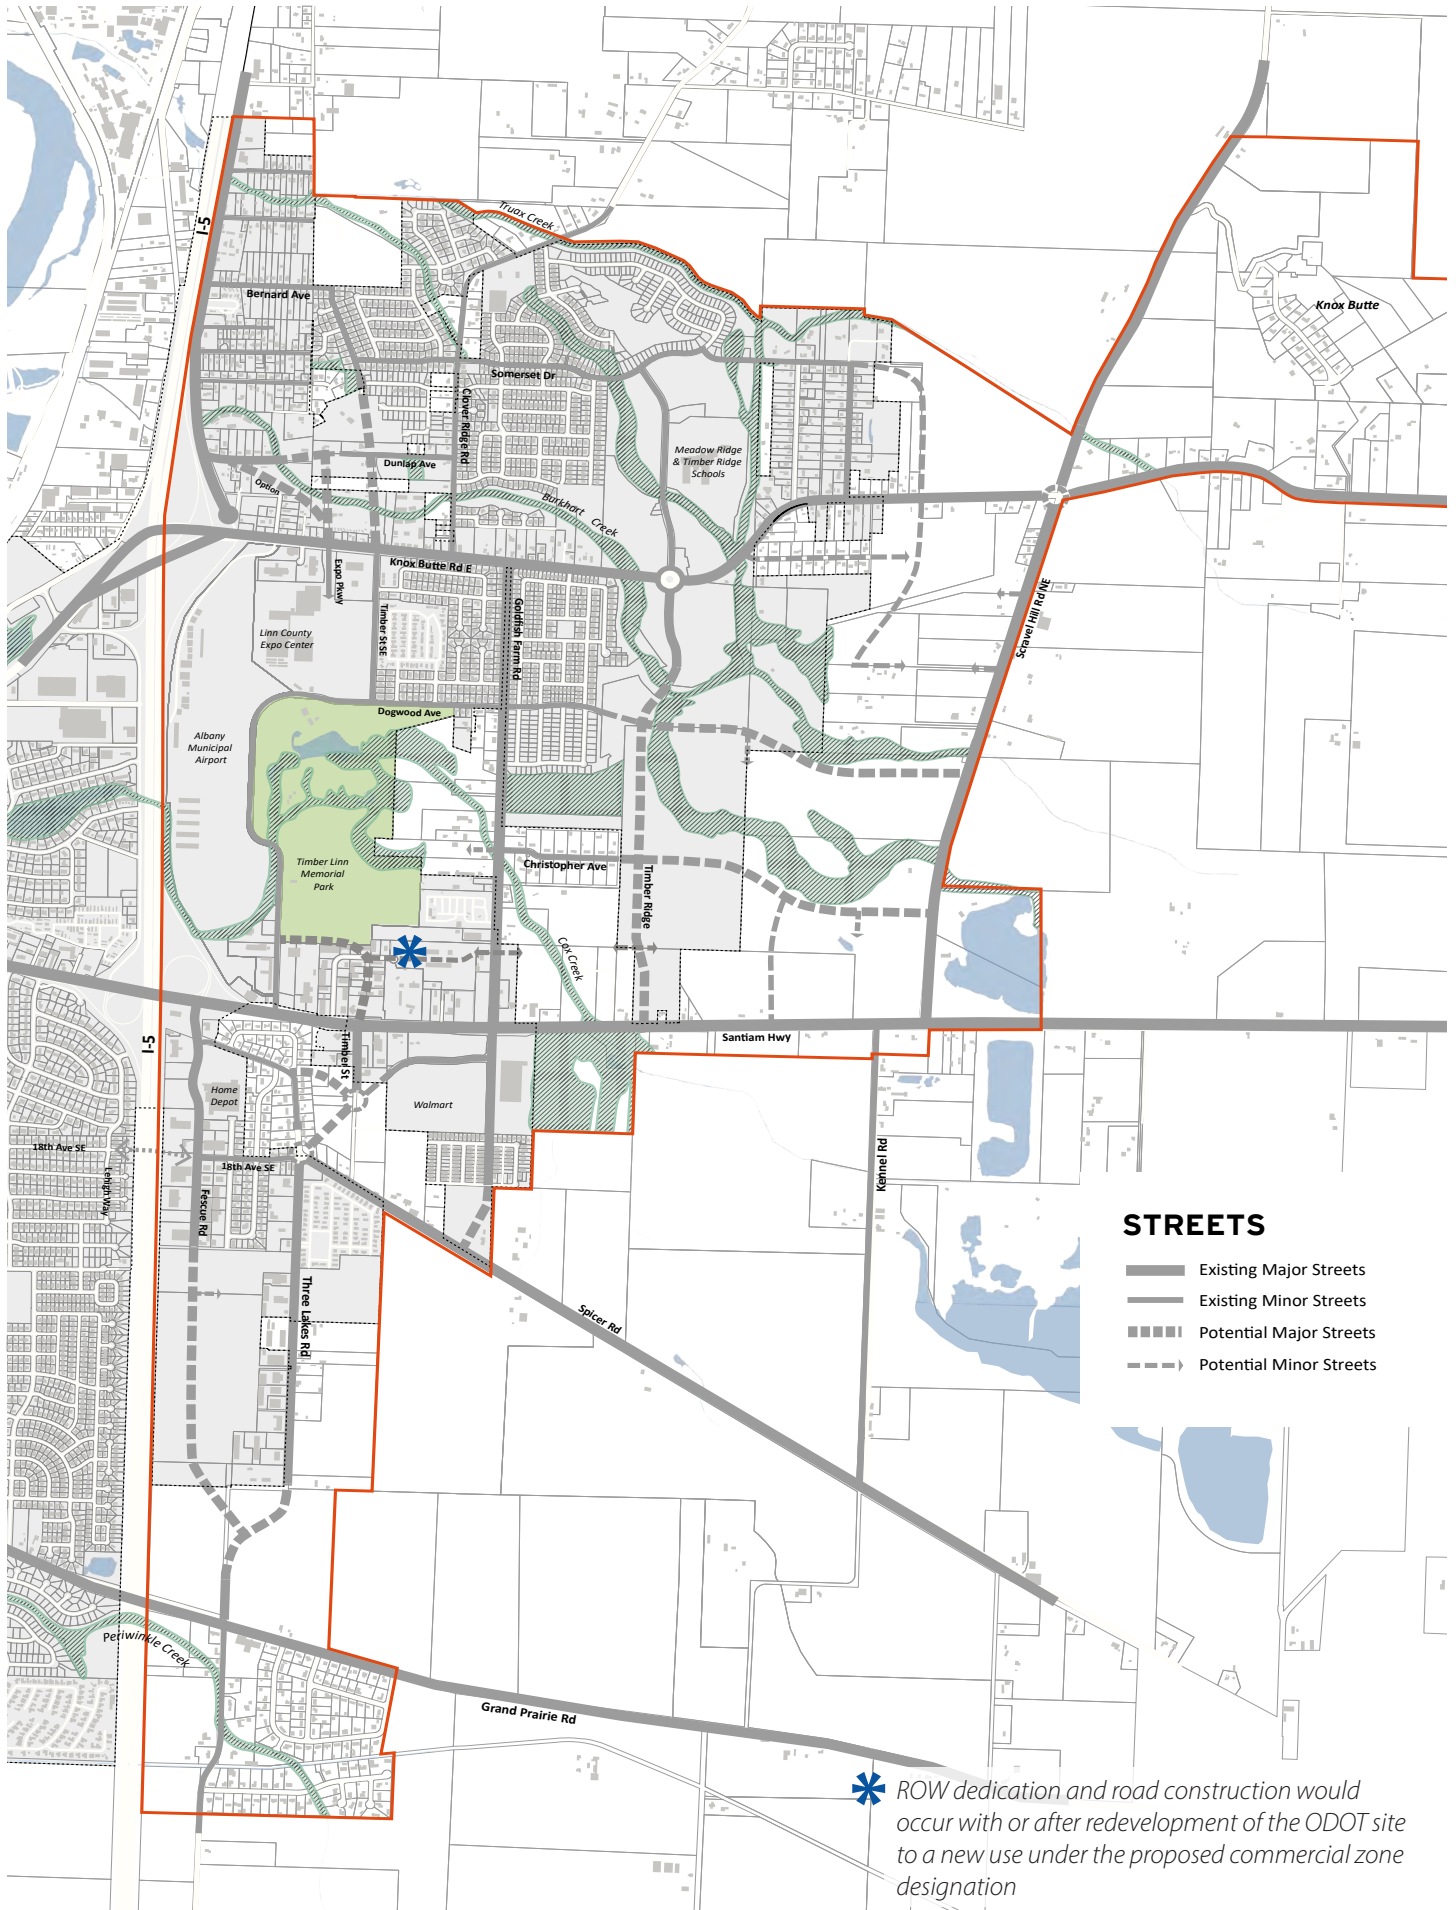 Truax Creek
I-5
Bernard Ave
Knox Butte
Somerset Dr
Clover Ridge Rd
Meadow Ridge
& Timber Ridge
Schools
Dunlap Ave
Option
Burkhart Creek
Knox Butte Rd E
Expo Pkwy
Timber St SE
Goldfish Farm Rd
Scravel Hill Rd NE
Linn County
Expo Center
Dogwood Ave
Albany
Municipal
Airport
Timber Linn
Memorial
Park
Christopher Ave
Timber Ridge
Cox Creek
Santiam Hwy
I-5
Timber St
Home
Depot
Walmart
18th Ave SE
18th Ave SE
Lehigh Way
Fescue Rd
Kennel Rd
Three Lakes Rd
Spicer Rd
STREETS
Existing Major Streets
Existing Minor Streets
Potential Major Streets
Potential Minor Streets
Periwinkle Creek
Grand Prairie Rd
ROW dedication and road construction would
occur with or after redevelopment of the ODOT site
to a new use under the proposed commercial zone
designation